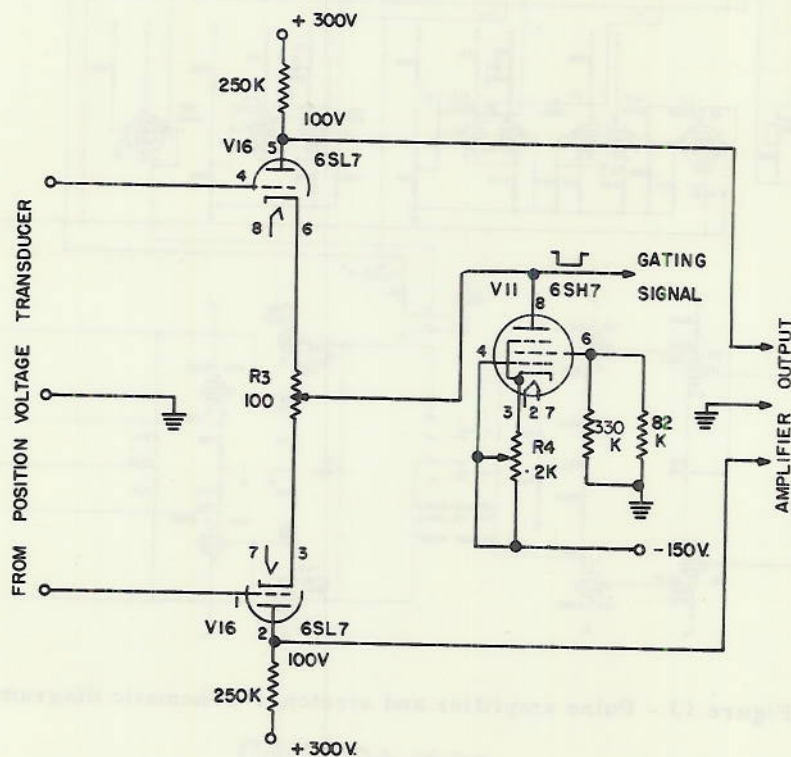 + 300V
250K
100V
V16 5
6SL7
4
8 6
FROM POSITION VOLTAGE TRANSDUCER
GATING
SIGNAL
V11 6SH7
8
4
6
3 2 7
R3
100
R4
2K
330
K
82
K
AMPLIFIER OUTPUT
-150V.
7 3
1
V16 2 6SL7
100V
250K
+ 300V.